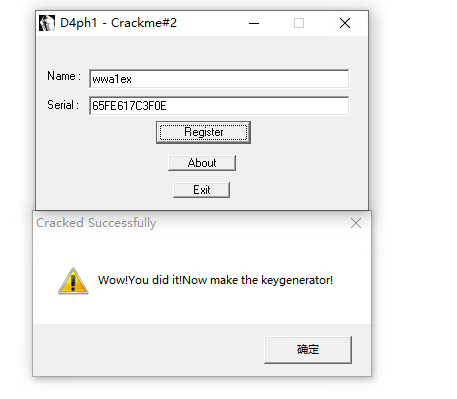 D4ph1 - Crackme#2
Name : wwa1ex
Serial : 65FE617C3F0E
Register
About
Exit
Cracked Successfully
Wow!You did it!Now make the keygenerator!
确定